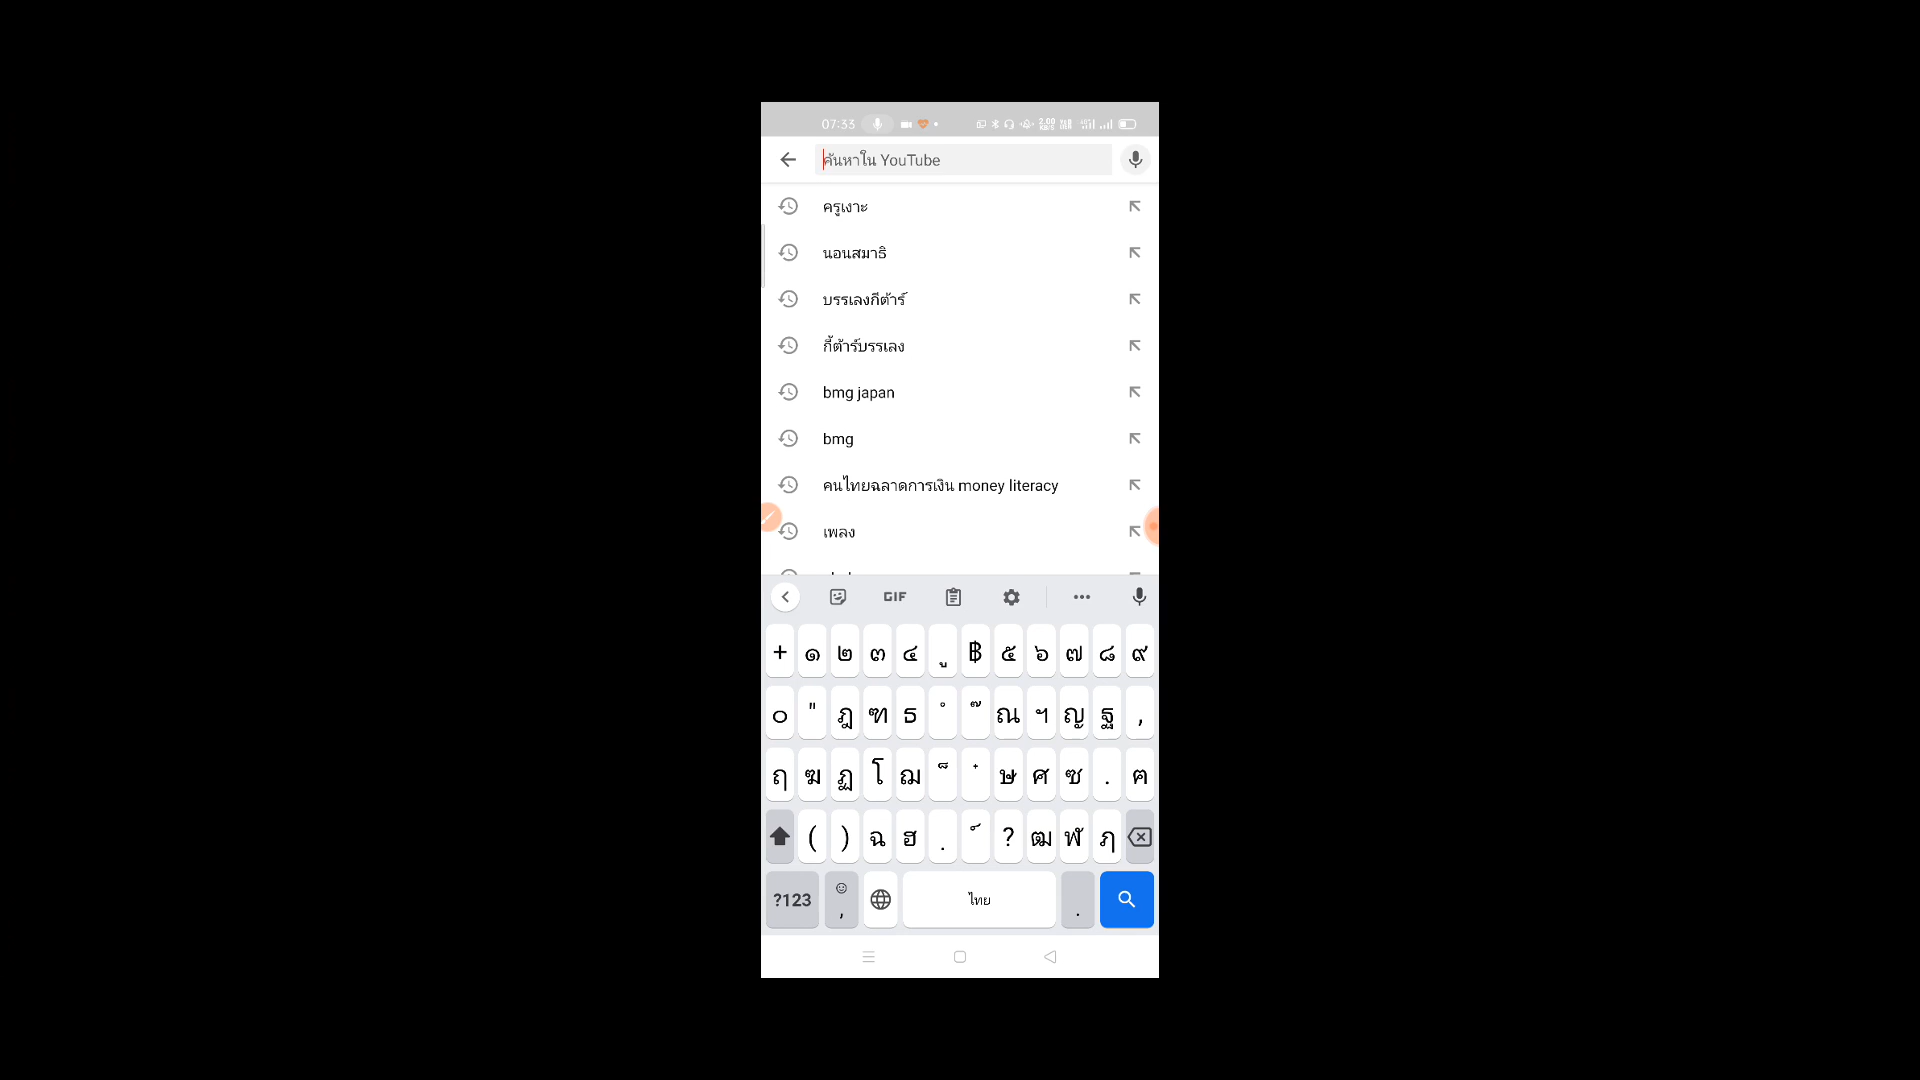 07:33
2.00 KB/S
ค้นหาใน YouTube
ครูเงาะ
นอนสมาธิ
บรรเลงกีต้าร์
กี้ต้าร์บรรเลง
bmg japan
bmg
คนไทยฉลาดการเงิน money literacy
เพลง
GIF
+ ๑ ๒ ๓ ๔ ู ฿ ๕ ๖ ๗ ๘ ๙
๐ " ฎ ฑ ธ ํ ๊ ณ ฯ ญ ฐ ,
ฤ ฆ ฏ โ ฌ ็ ๋ ษ ศ ซ . ฅ
( ) ฉ ฮ ฺ ์ ? ฒ ฬ ฦ
?123 , ไทย .